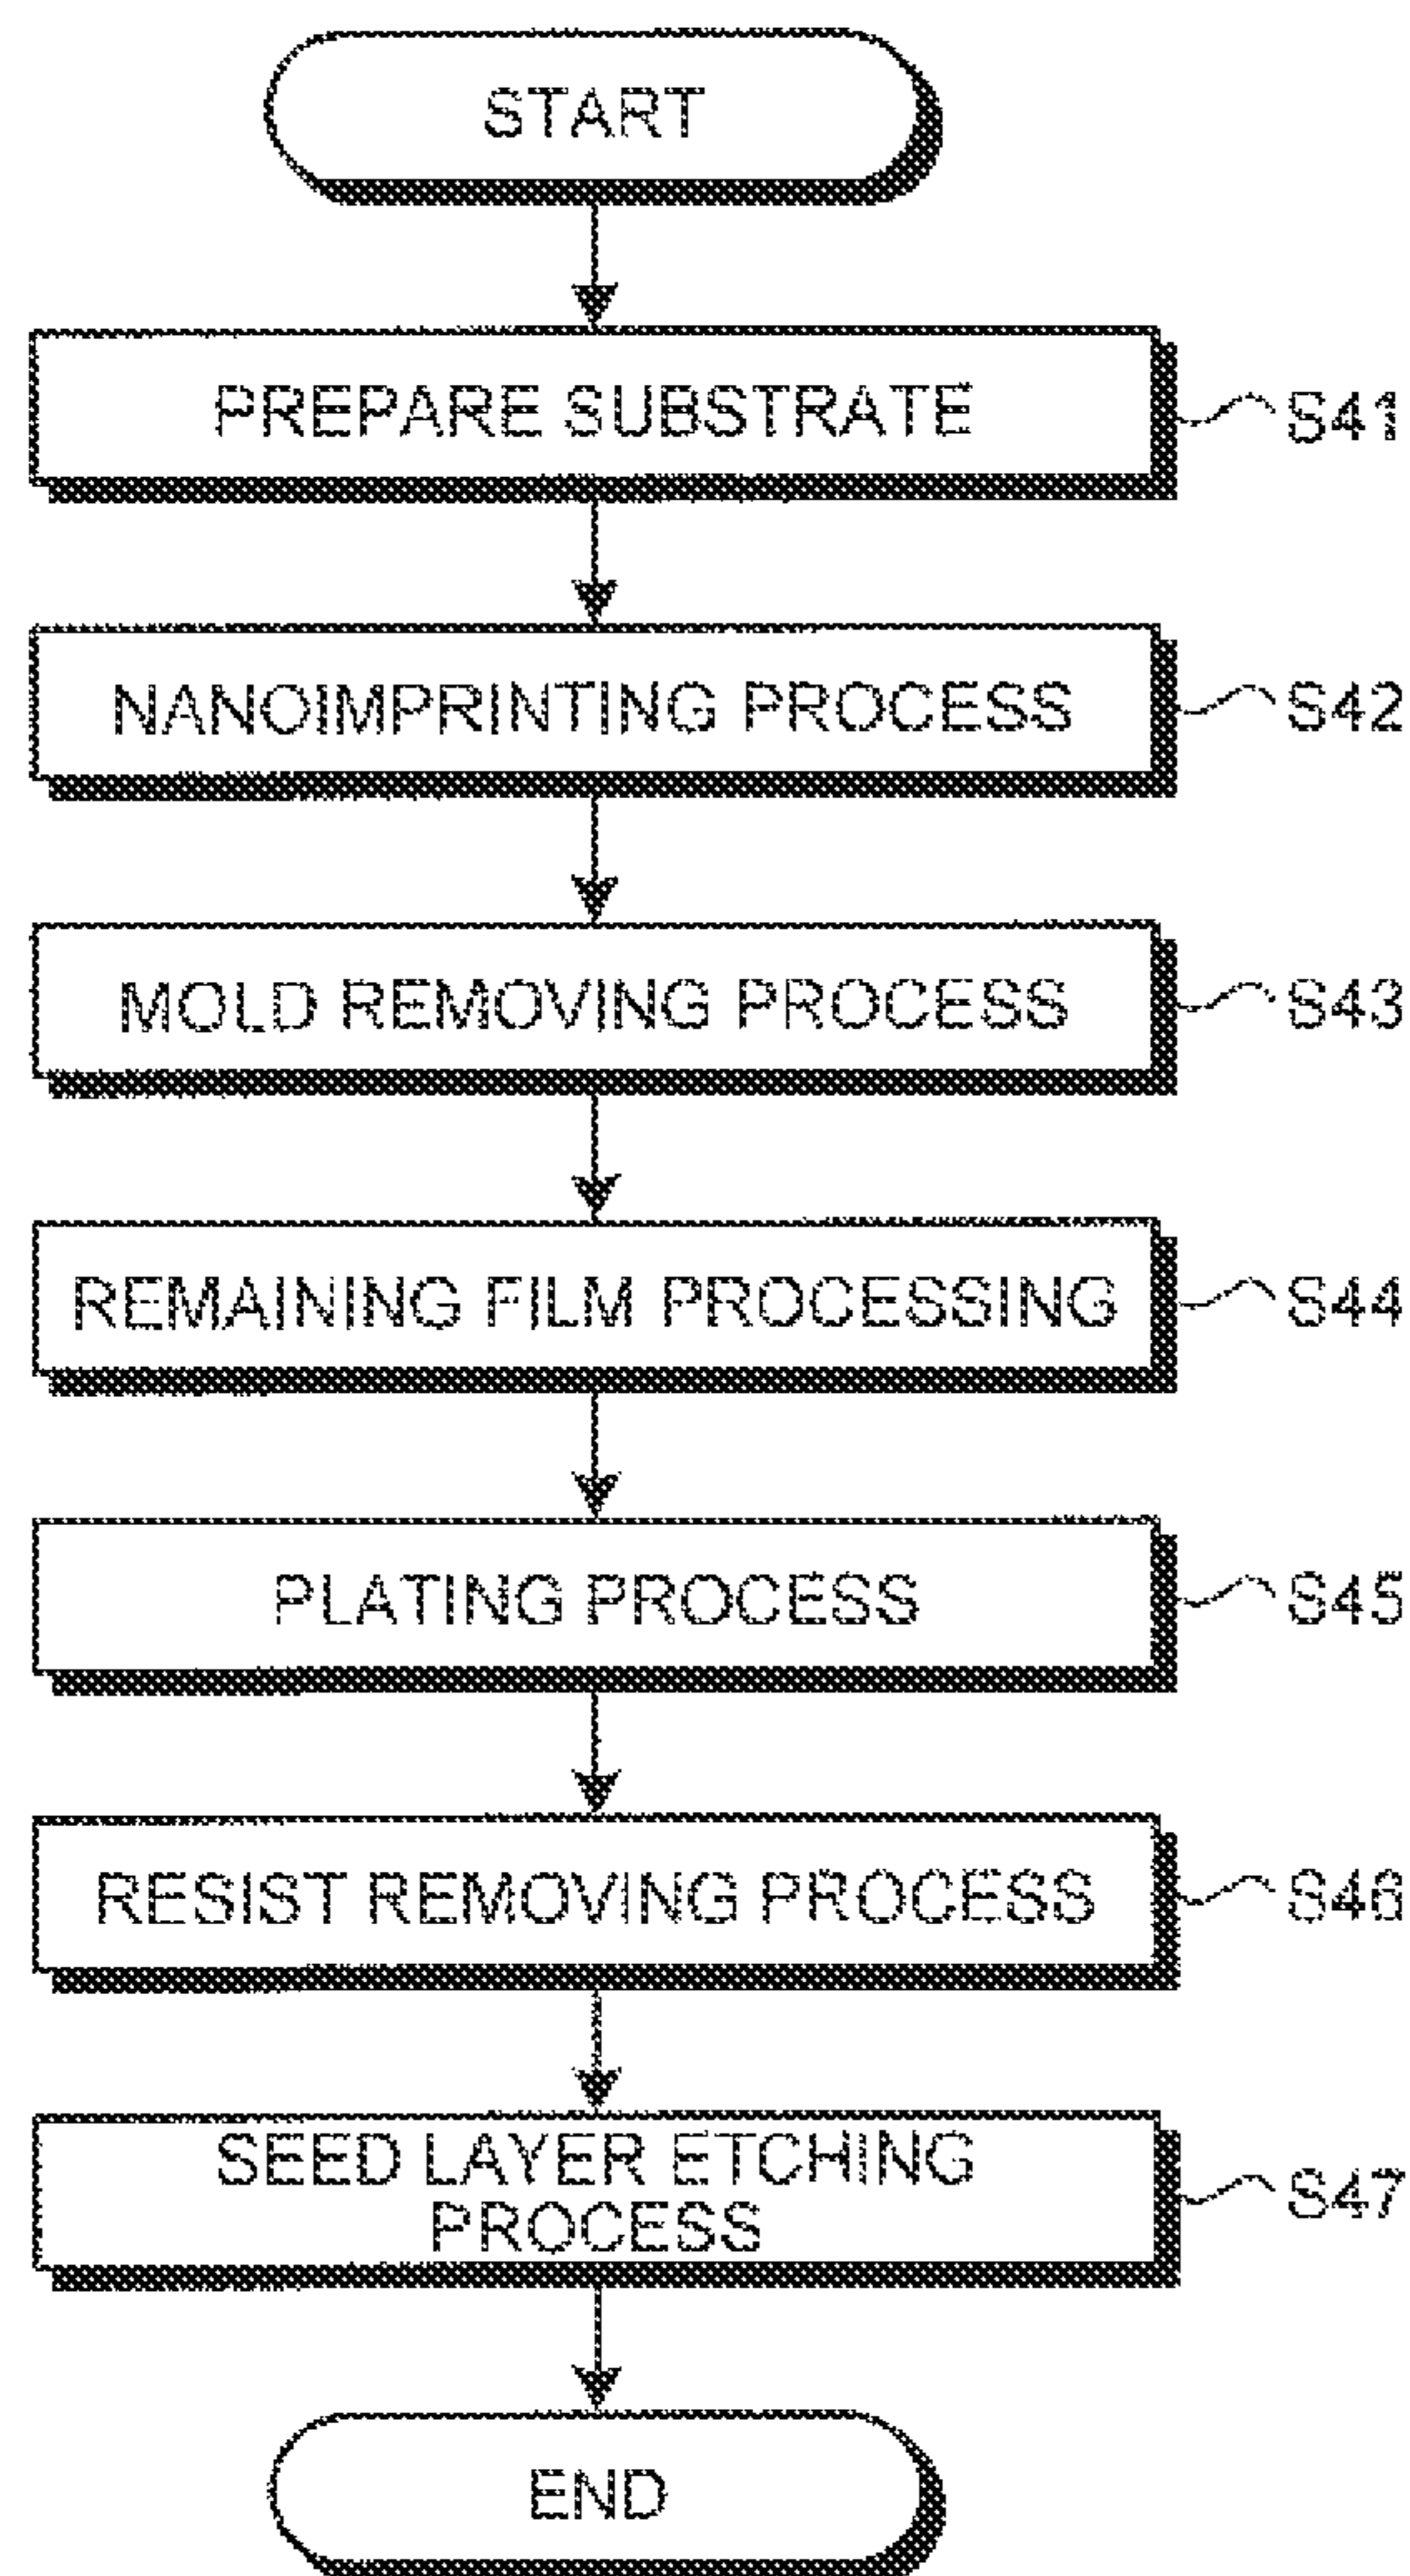 START
PREPARE SUBSTRATE S41
NANOIMPRINTING PROCESS S42
MOLD REMOVING PROCESS S43
REMAINING FILM PROCESSING S44
PLATING PROCESS S45
RESIST REMOVING PROCESS S46
SEED LAYER ETCHING
PROCESS
S47
END